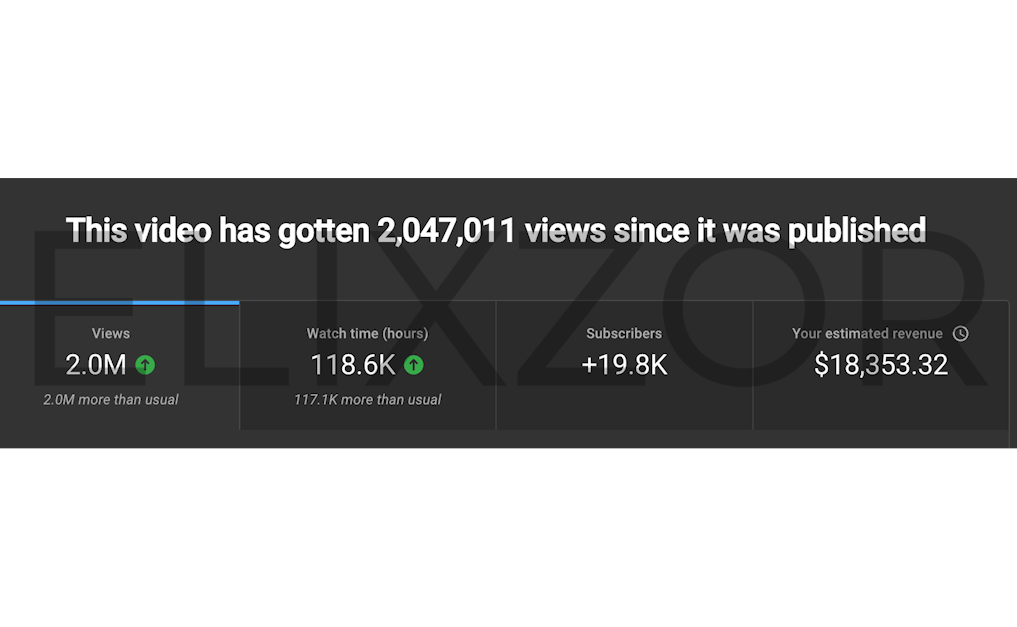 This video has gotten 2,047,011 views since it was published
ELIXZOR
Views
2.0M
2.0M more than usual
Watch time (hours)
118.6K
117.1K more than usual
Subscribers
+19.8K
Your estimated revenue
$18,353.32